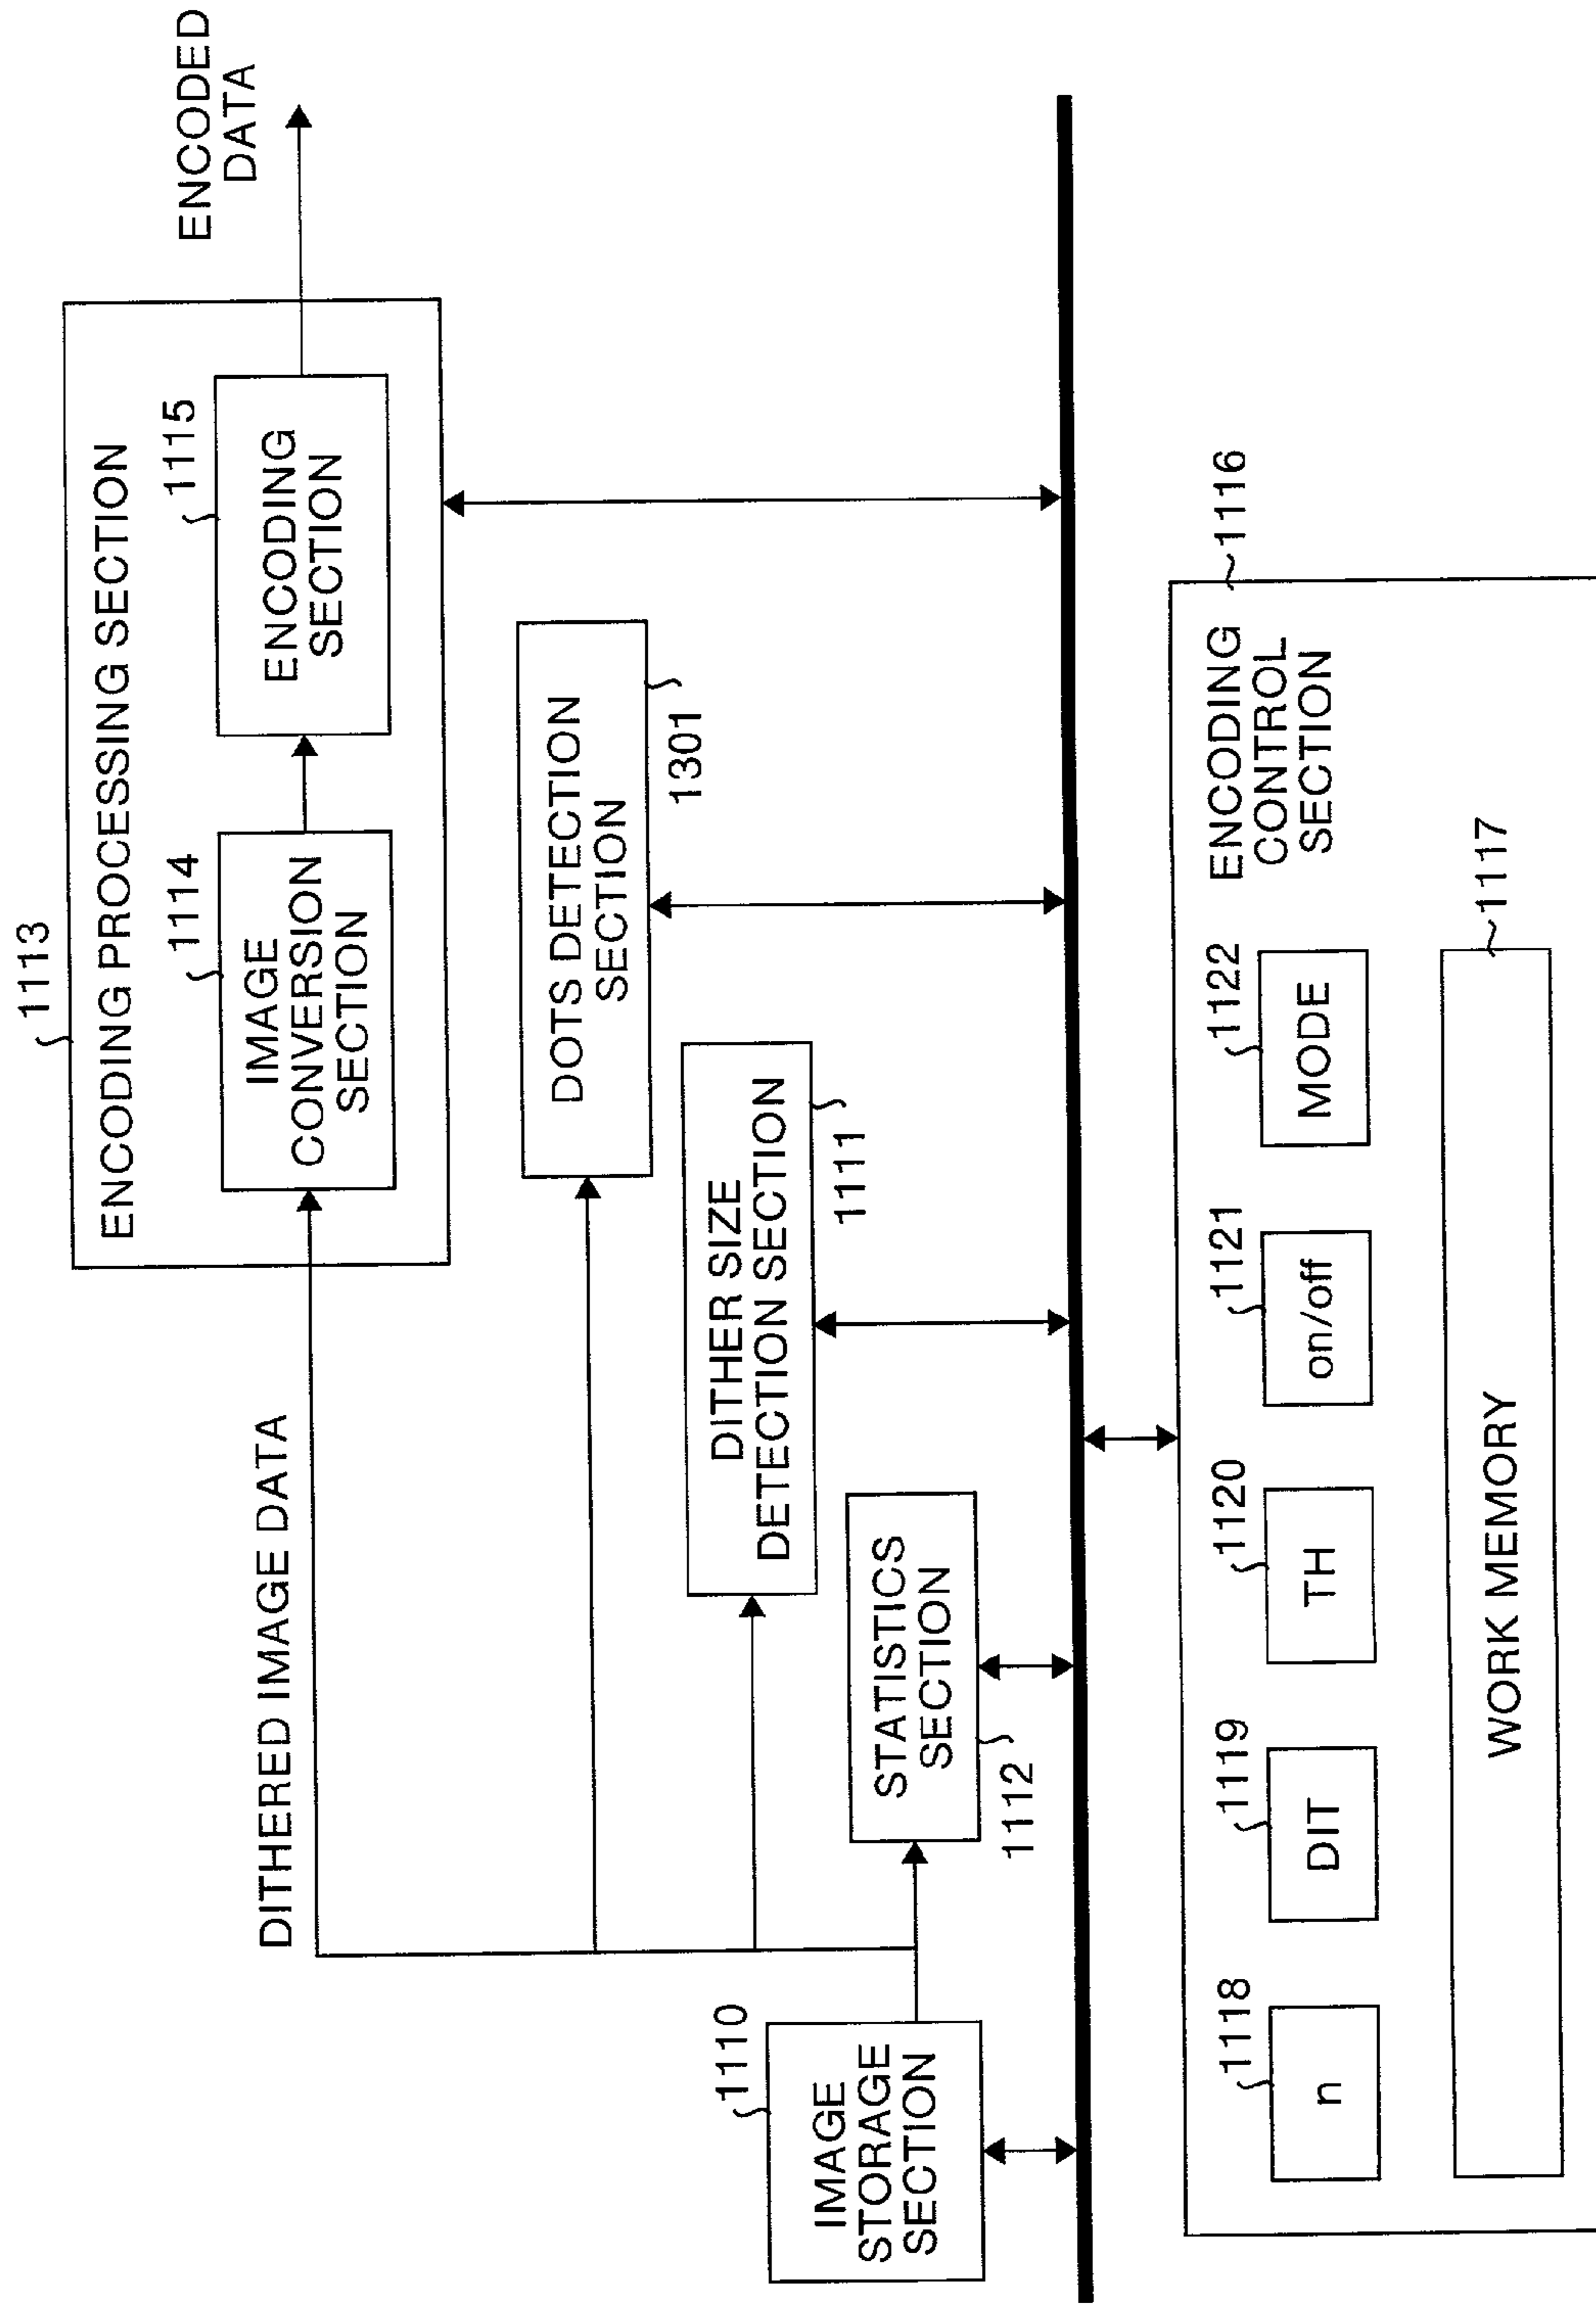 1113
ENCODING PROCESSING SECTION
1114
IMAGE
CONVERSION
SECTION
1115
ENCODING
SECTION
ENCODED
DATA
DITHERED IMAGE DATA
DOTS DETECTION
SECTION
1301
DITHER SIZE
DETECTION SECTION
1111
STATISTICS
SECTION
1112
1110
IMAGE
STORAGE
SECTION
1116
ENCODING
CONTROL
SECTION
1118
n
1119
DIT
1120
TH
1121
on/off
1122
MODE
1117
WORK MEMORY